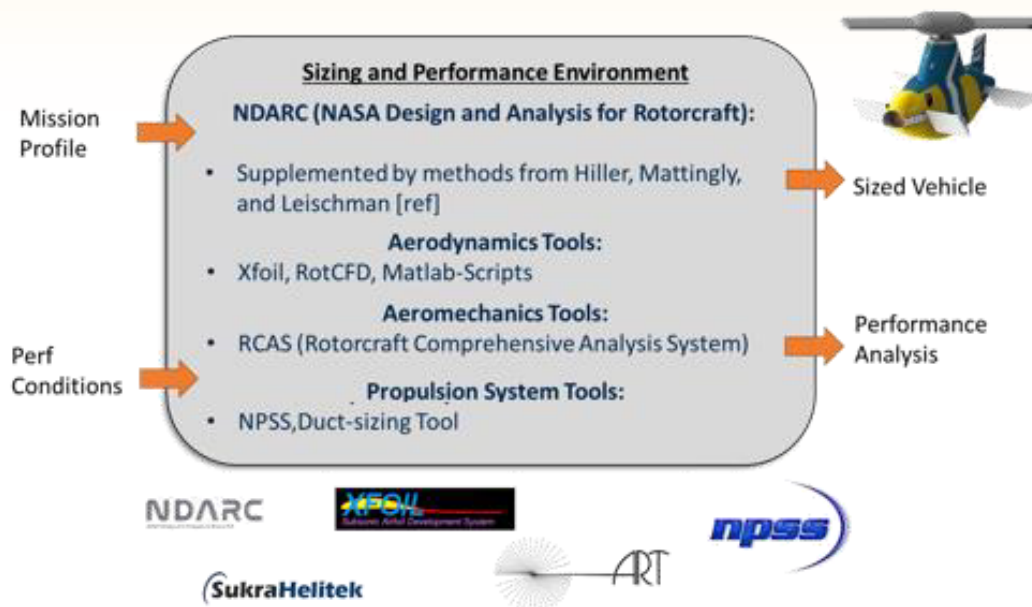 Sizing and Performance Environment
NDARC (NASA Design and Analysis for Rotorcraft):
Mission
Profile
• Supplemented by methods from Hiller, Mattingly,
and Leischman [ref]
Sized Vehicle
Aerodynamics Tools:
• Xfoil, RotCFD, Matlab-Scripts
Aeromechanics Tools:
• RCAS (Rotorcraft Comprehensive Analysis System)
Performance
Analysis
Perf
Conditions
Propulsion System Tools:
• NPSS,Duct-sizing Tool
NDARC
XFOIL
Subsonic Airfoil Development System
npss
ART
SukraHelitek